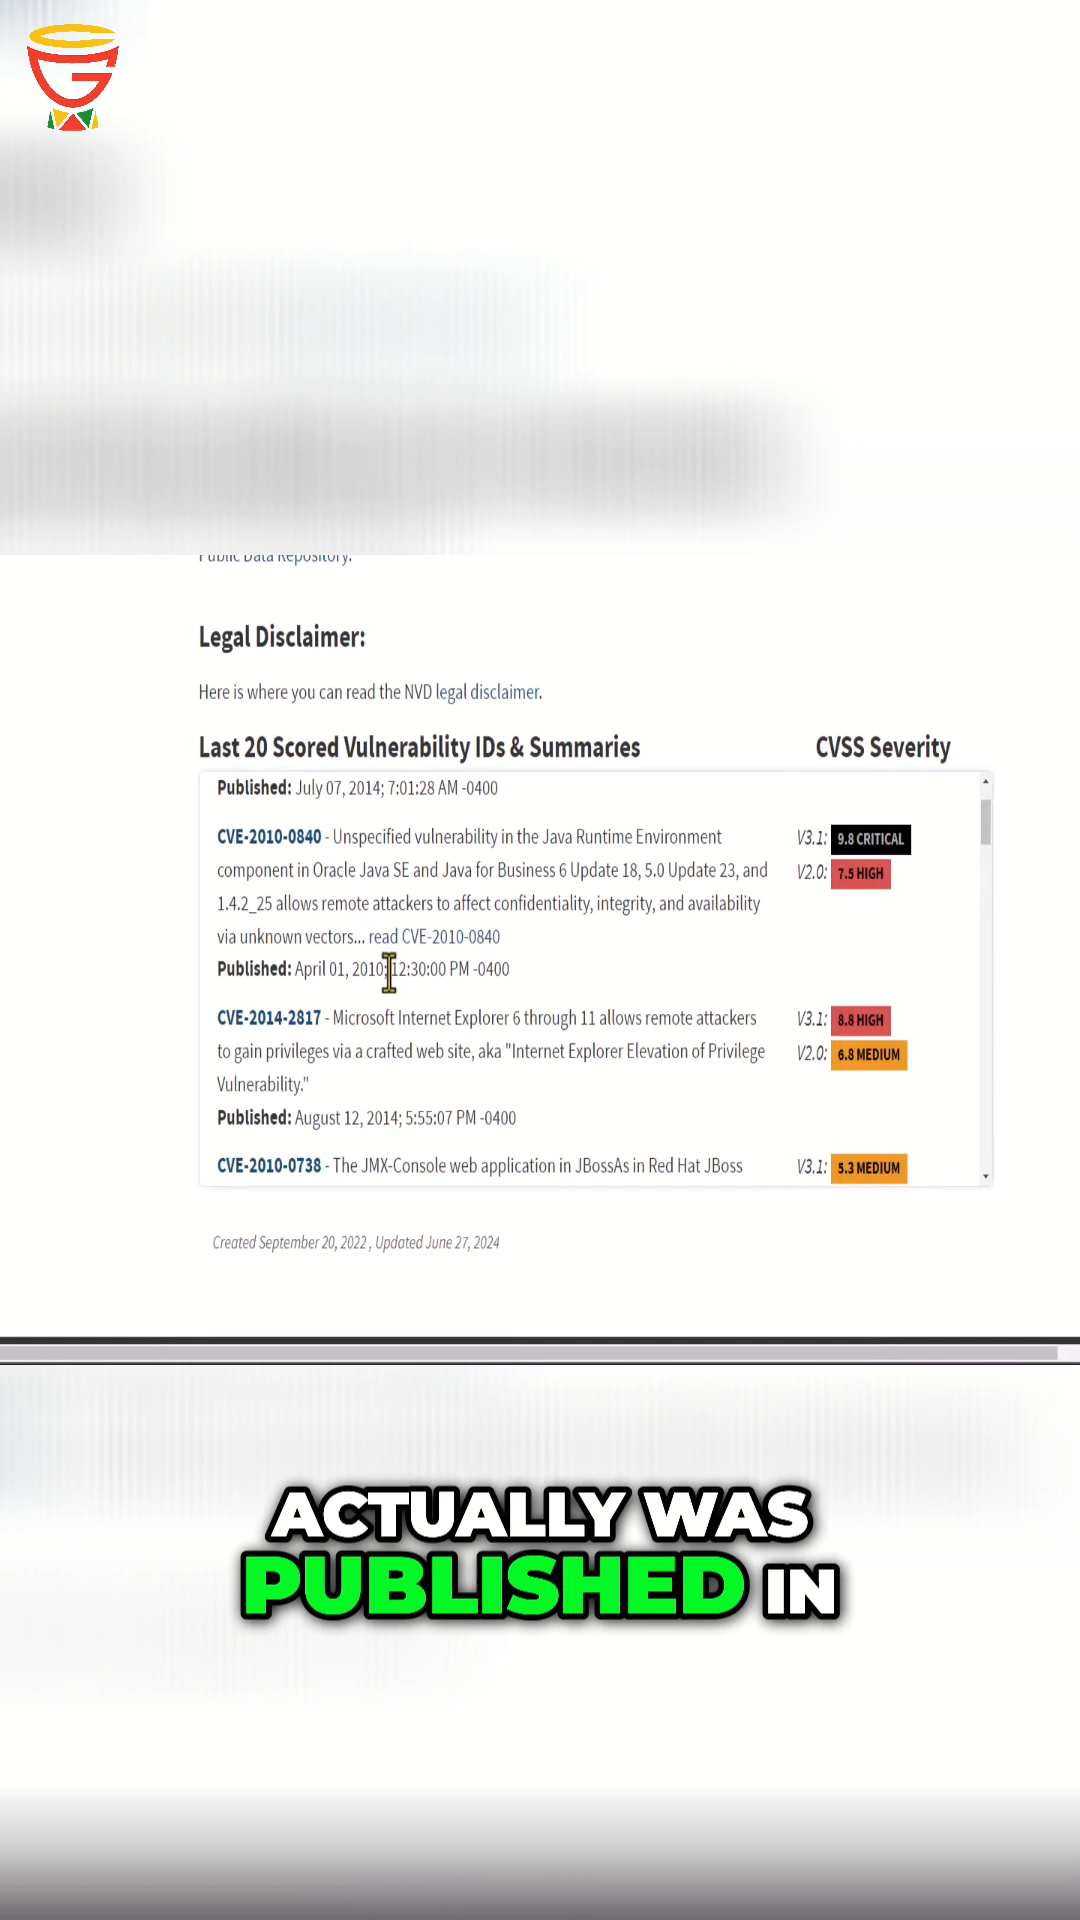 Public Data Repository.
Legal Disclaimer:
Here is where you can read the NVD legal disclaimer.
Last 20 Scored Vulnerability IDs & Summaries
CVSS Severity
Published: July 07, 2014; 7:01:28 AM -0400
CVE-2010-0840 - Unspecified vulnerability in the Java Runtime Environment
V3.1: 9.8 CRITICAL
component in Oracle Java SE and Java for Business 6 Update 18, 5.0 Update 23, and
V2.0: 7.5 HIGH
1.4.2_25 allows remote attackers to affect confidentiality, integrity, and availability
via unknown vectors... read CVE-2010-0840
Published: April 01, 2010; 12:30:00 PM -0400
CVE-2014-2817 - Microsoft Internet Explorer 6 through 11 allows remote attackers
V3.1: 8.8 HIGH
to gain privileges via a crafted web site, aka "Internet Explorer Elevation of Privilege
V2.0: 6.8 MEDIUM
Vulnerability."
Published: August 12, 2014; 5:55:07 PM -0400
CVE-2010-0738 - The JMX-Console web application in JBossAs in Red Hat JBoss
V3.1: 5.3 MEDIUM
Created September 20, 2022 , Updated June 27, 2024
ACTUALLY WAS
PUBLISHED IN